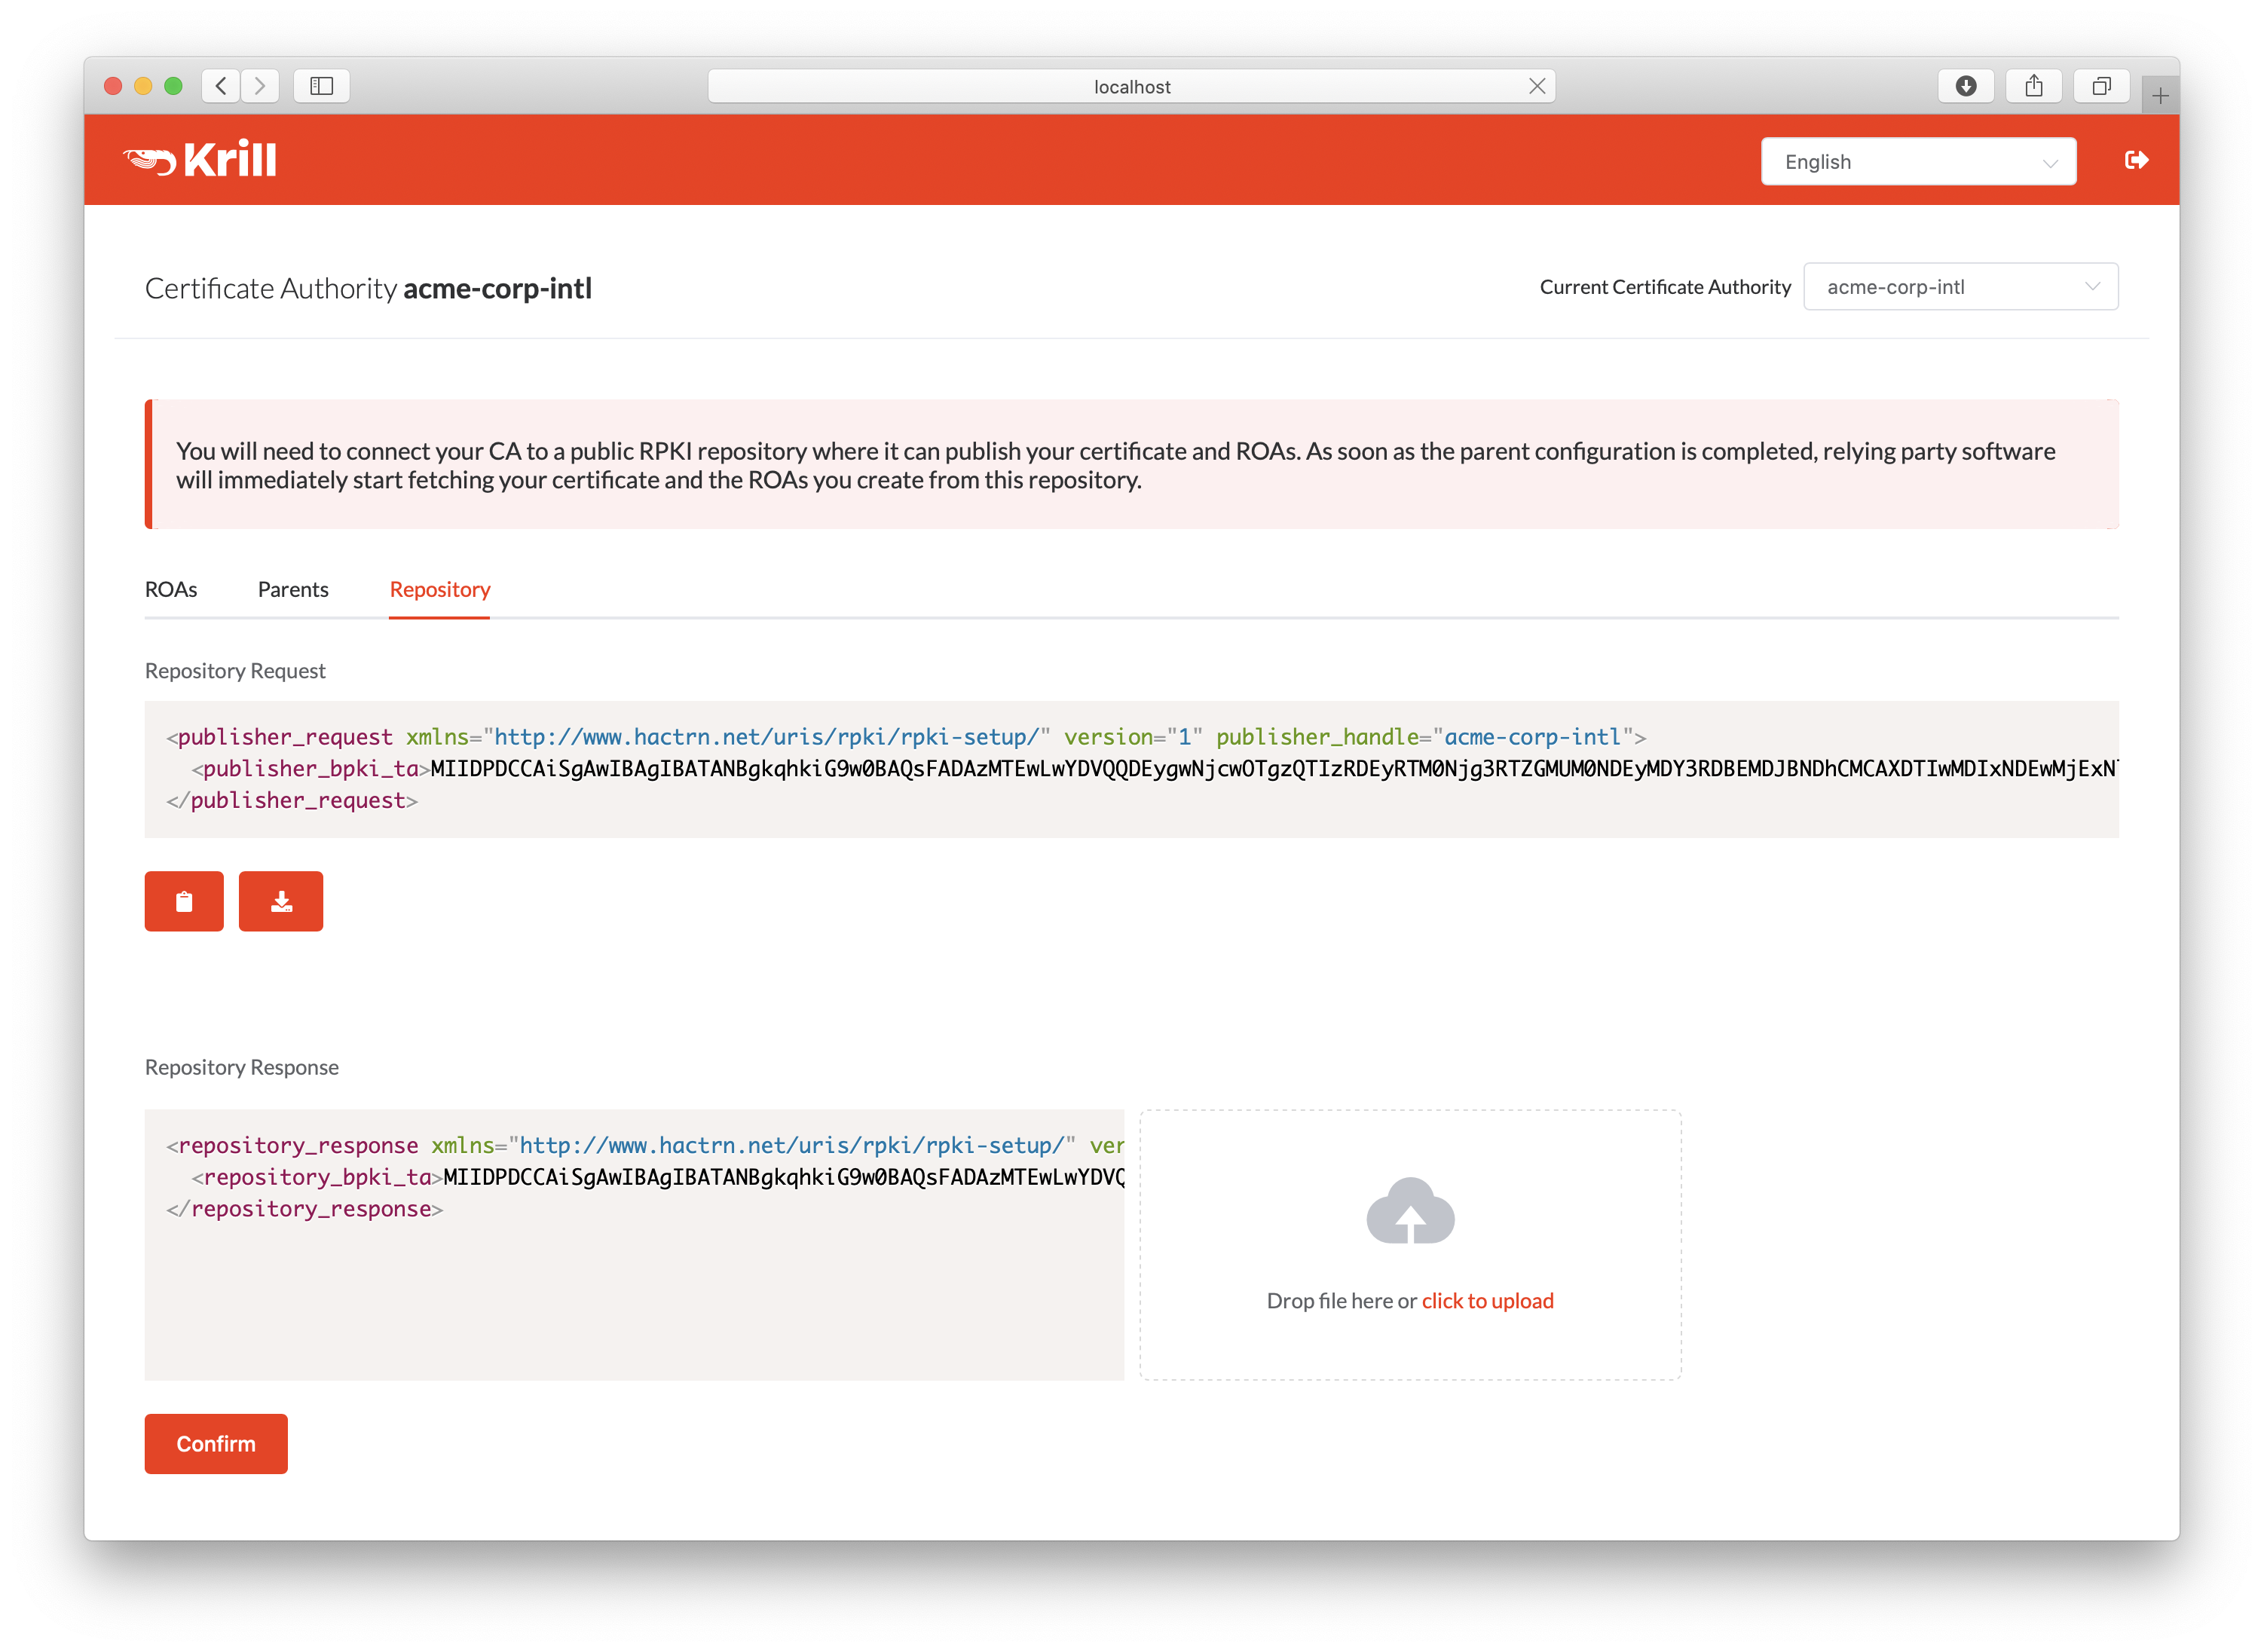 localhost
Krill
English
Certificate Authority acme-corp-intl
Current Certificate Authority acme-corp-intl
You will need to connect your CA to a public RPKI repository where it can publish your certificate and ROAs. As soon as the parent configuration is completed, relying party software
will immediately start fetching your certificate and the ROAs you create from this repository.
ROAs Parents Repository
Repository Request
<publisher_request xmlns="http://www.hactrn.net/uris/rpki/rpki-setup/" version="1" publisher_handle="acme-corp-intl">
<publisher_bpki_ta>MIIDPDCCAiSgAwIBAgIBATANBgkqhkiG9w0BAQsFADAzMTEwLwYDVQQDEygwNjcwOTgzQTIzRDEyRTM0Njg3RTZGMUM0NDEyMDY3RDBEMDJBNDhCMCAXDTIwMDIxNDEwMjExN
</publisher_request>
Repository Response
<repository_response xmlns="http://www.hactrn.net/uris/rpki/rpki-setup/" ver
<repository_bpki_ta>MIIDPDCCAiSgAwIBAgIBATANBgkqhkiG9w0BAQsFADAzMTEwLwYDVQ
</repository_response>
Drop file here or click to upload
Confirm